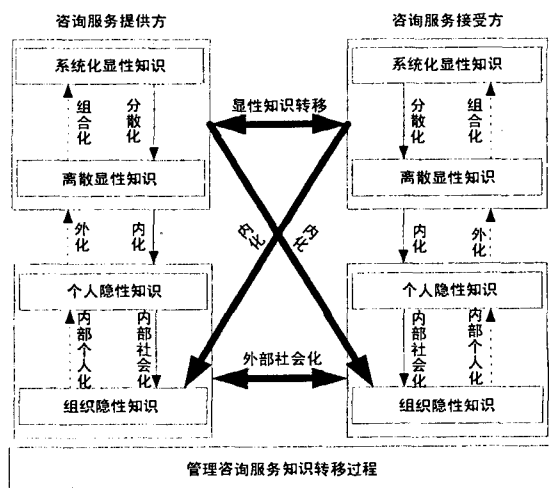 咨询服务提供方
咨询服务接受方
系统化显性知识
系统化显性知识
组合化
分散化
显性知识转移
分散化
组合化
离散显性知识
离散显性知识
外化
内化
内化
内化
内化
外化
个人隐性知识
个人隐性知识
内部个人化
内部社会化
外部社会化
内部社会化
内部个人化
组织隐性知识
组织隐性知识
管理咨询服务知识转移过程